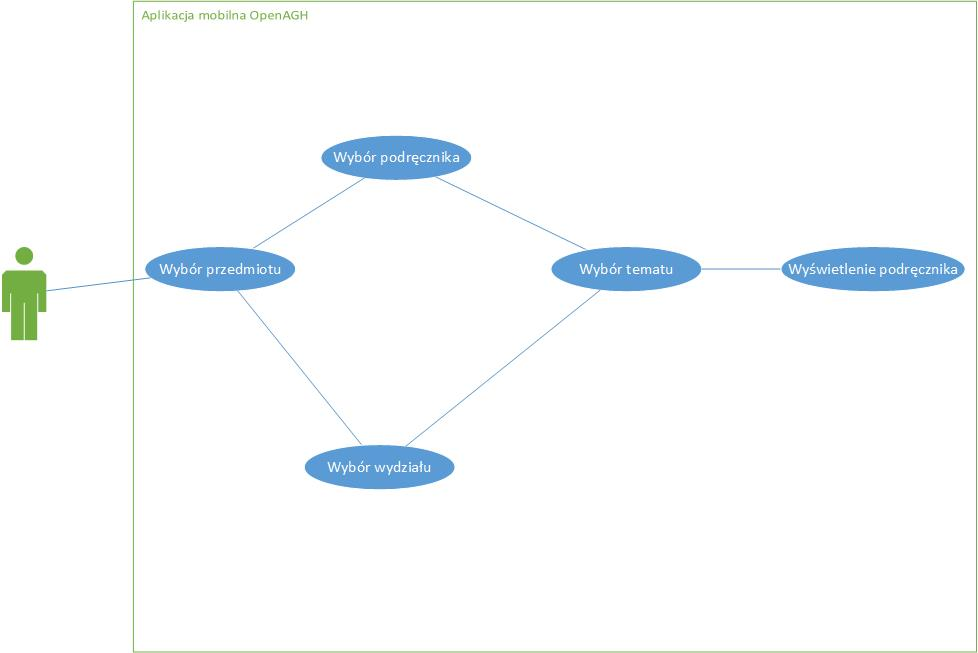 Aplikacja mobilna OpenAGH
Wybór podręcznika
Wybór przedmiotu
Wybór tematu
Wyświetlenie podręcznika
Wybór wydziału